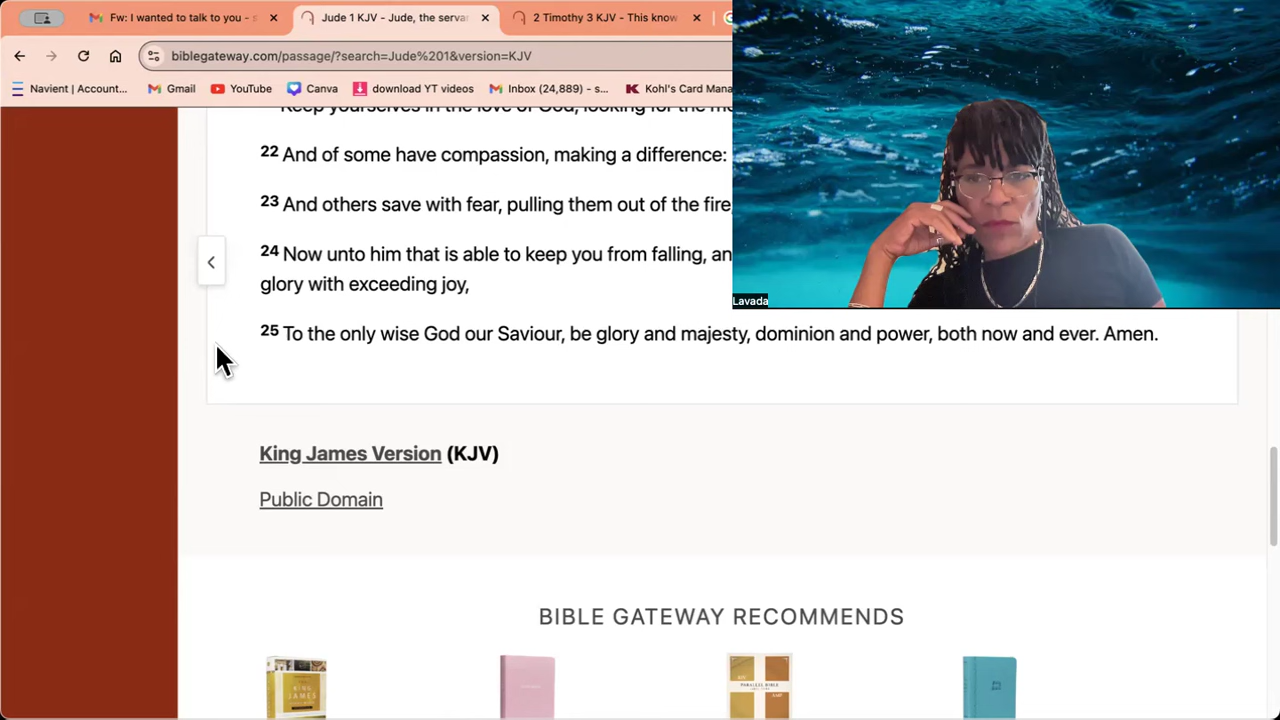 Fw: I wanted to talk to you - s
Jude 1 KJV - Jude, the servan
2 Timothy 3 KJV - This know
biblegateway.com/passage/?search=Jude%201&version=KJV
Navient | Account...
Gmail
YouTube
Canva
download YT videos
Inbox (24,889) - s...
Kohl's Card Mana
Keep yourselves in the love of God, looking for the
22 And of some have compassion, making a difference:
23 And others save with fear, pulling them out of the fire
24 Now unto him that is able to keep you from falling, an
glory with exceeding joy,
Lavada
25 To the only wise God our Saviour, be glory and majesty, dominion and power, both now and ever. Amen.
King James Version (KJV)
Public Domain
BIBLE GATEWAY RECOMMENDS
KING
JAMES